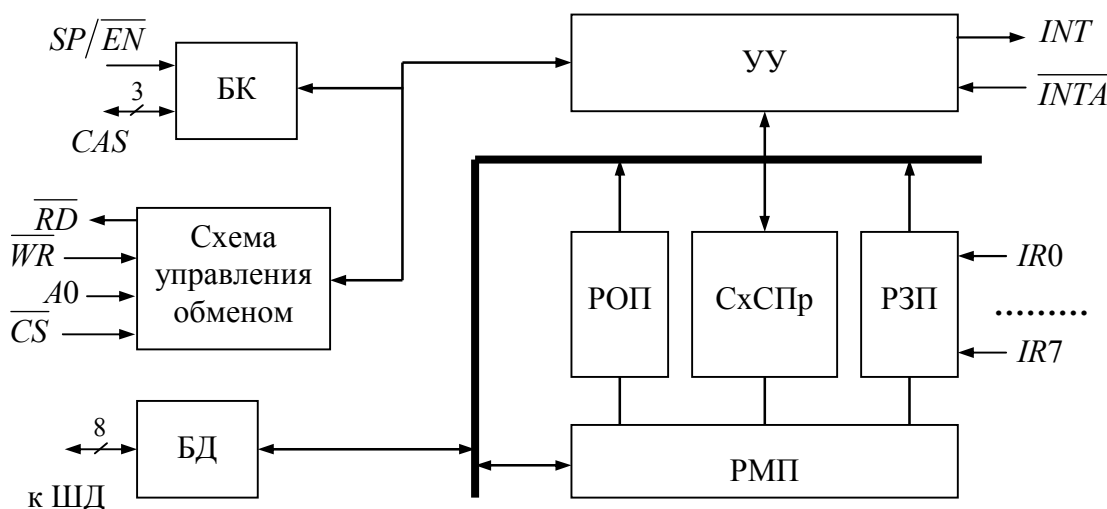 SP/EN
3
CAS
БК
УУ
INT
INTA
RD
WR
A0
CS
Схема
управления
обменом
РОП
СхСПр
РЗП
IR0
.........
IR7
8
к ШД
БД
РМП